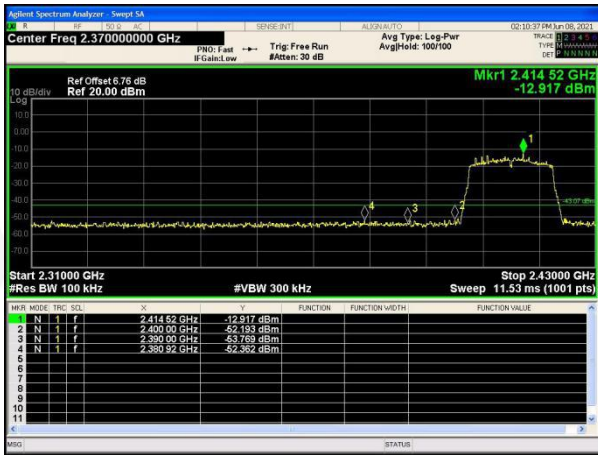 Agilent Spectrum Analyzer - Swept SA
R RF 50 Ω AC SENSE:INT ALIGNAUTO 02:10:37 PM Jun 08, 2021
Center Freq 2.370000000 GHz Avg Type: Log-Pwr TRACE 1 2 3 4 5 6
PNO: Fast Trig: Free Run Avg|Hold: 100/100 TYPE M
IFGain:Low #Atten: 30 dB DET P N N N N N
Mkr1 2.414 52 GHz
Ref Offset 6.76 dB
10 dB/div Ref 20.00 dBm -12.917 dBm
Log
10.0
0.00
-10.0
1
-20.0
-30.0
-40.0
-43.07 dBm
4 3 2
-50.0
-60.0
-70.0
Start 2.31000 GHz Stop 2.43000 GHz
#Res BW 100 kHz #VBW 300 kHz Sweep 11.53 ms (1001 pts)
MKR MODE TRC SCL X Y FUNCTION FUNCTION WIDTH FUNCTION VALUE
1 N 1 f 2.414 52 GHz -12.917 dBm
2 N 1 f 2.400 00 GHz -52.193 dBm
3 N 1 f 2.390 00 GHz -53.769 dBm
4 N 1 f 2.380 92 GHz -52.362 dBm
5
6
7
8
9
10
11
MSG STATUS